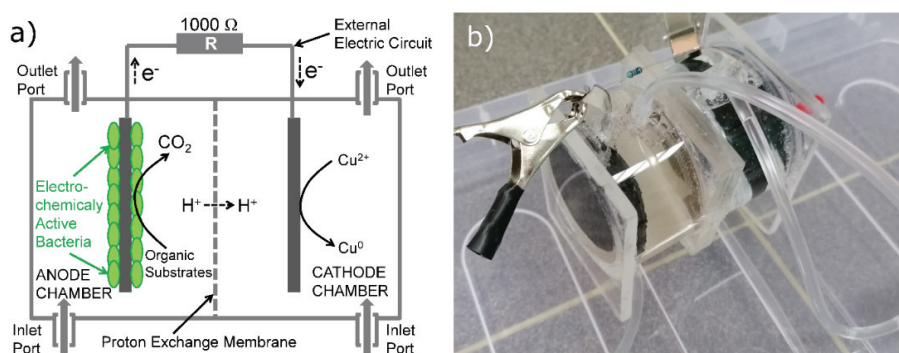 a)
1000 Ω
R
External
Electric Circuit
e-
e-
Outlet
Port
Outlet
Port
CO2
Cu2+
Electro-
chemicaly
Active
Bacteria
H+
H+
Organic
Substrates
Cu0
ANODE
CHAMBER
CATHODE
CHAMBER
Inlet
Port
Proton Exchange Membrane
Inlet
Port
b)